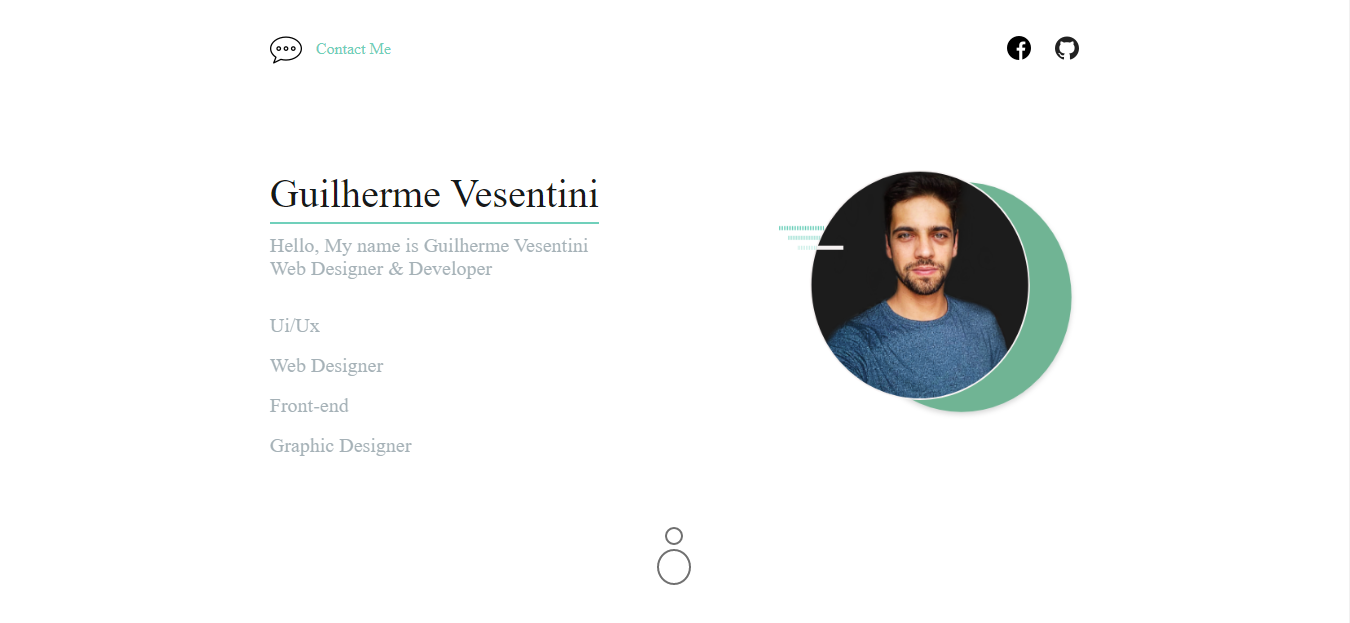 Contact Me
Guilherme Vesentini
Hello, My name is Guilherme Vesentini
Web Designer & Developer
Ui/Ux
Web Designer
Front-end
Graphic Designer